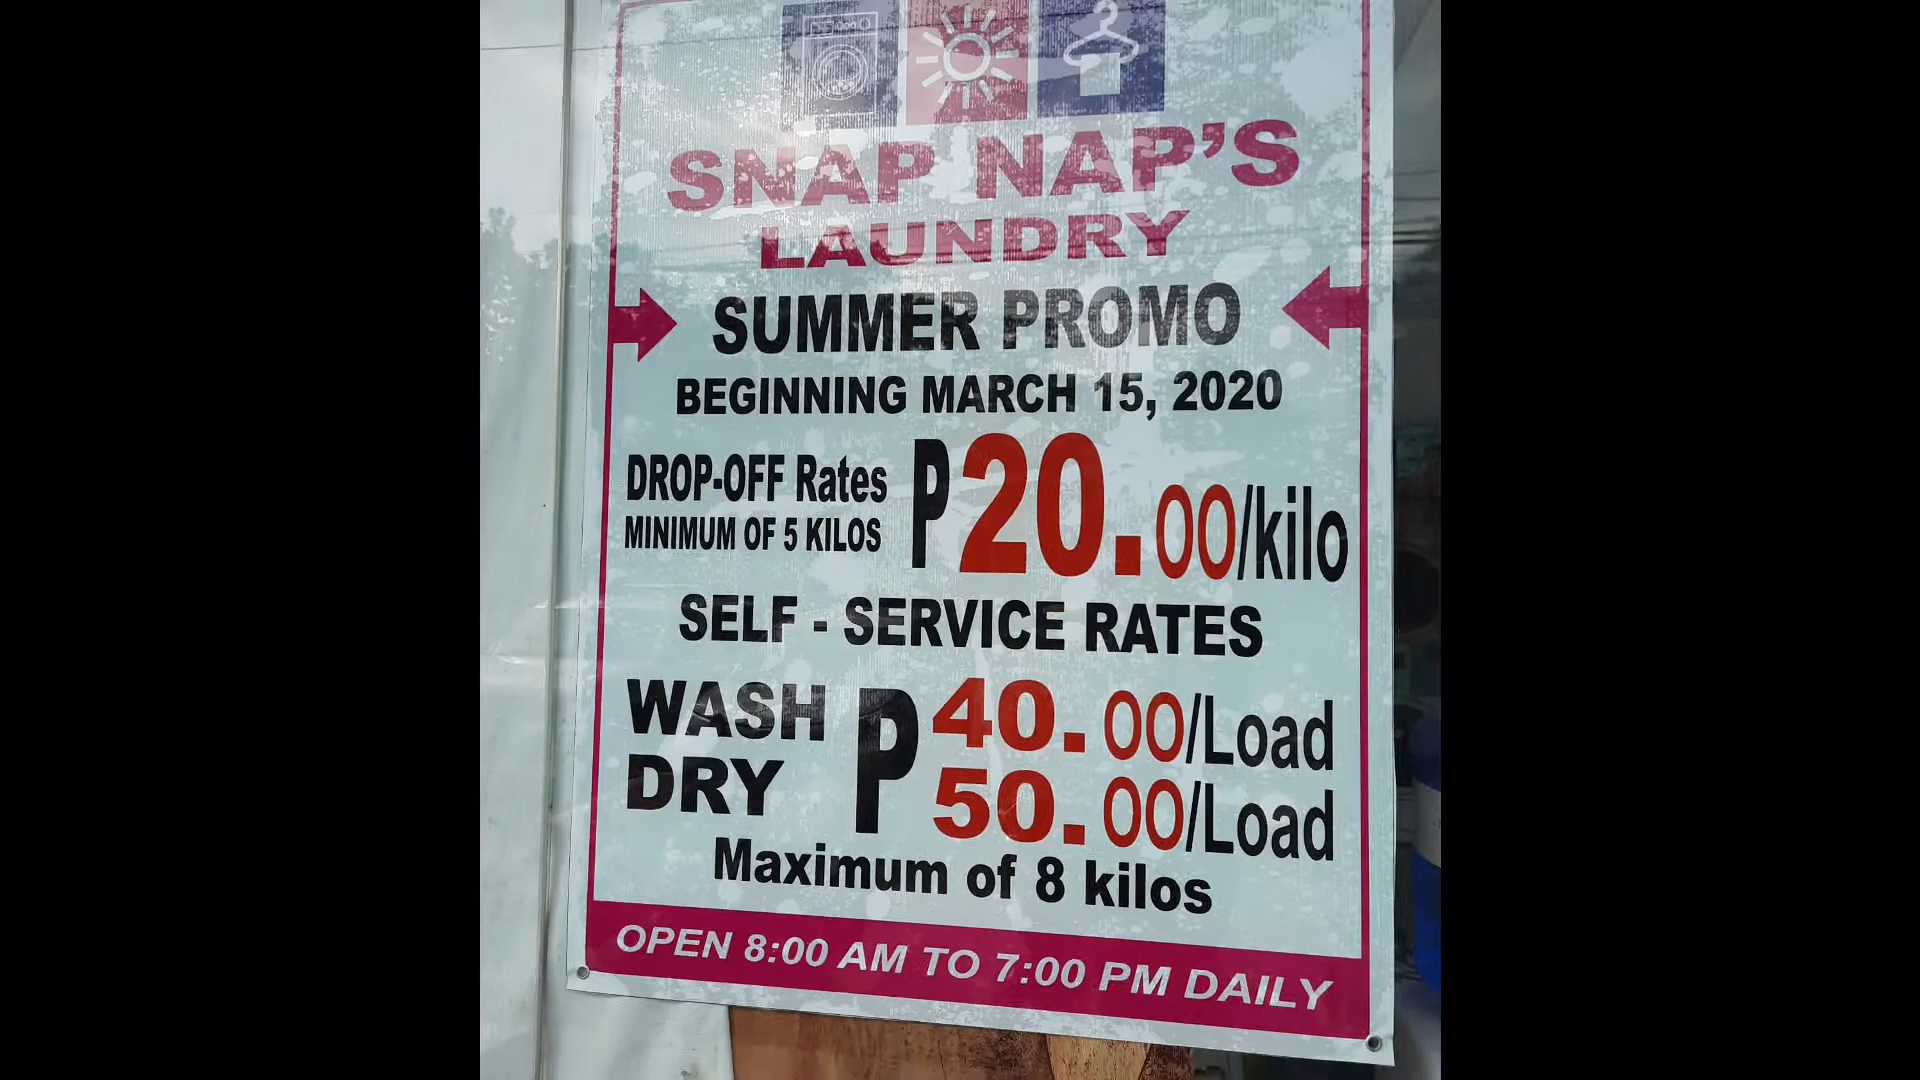 SNAP NAP'S
LAUNDRY
SUMMER PROMO
BEGINNING MARCH 15, 2020
DROP-OFF Rates P20.00/kilo
MINIMUM OF 5 KILOS
SELF - SERVICE RATES
WASH P 40.00/Load
DRY 50.00/Load
Maximum of 8 kilos
OPEN 8:00 AM TO 7:00 PM DAILY